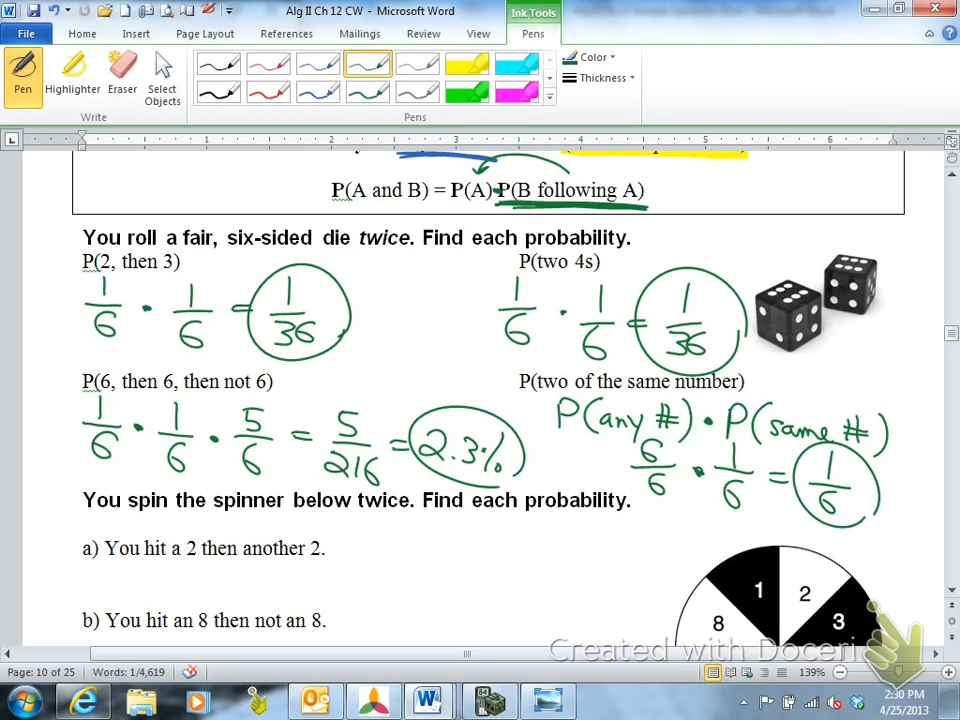 Alg II Ch 12 CW - Microsoft Word
Ink Tools
File
Home
Insert
Page Layout
References
Mailings
Review
View
Pens
Pen
Highlighter
Eraser
Select
Objects
Color
Thickness
Write
Pens
1
2
3
4
5
6
P(A and B) = P(A)•P(B following A)
You roll a fair, six-sided die twice. Find each probability.
P(2, then 3)
1/6 · 1/6 = 1/36
P(two 4s)
1/6 · 1/6 = 1/36
P(6, then 6, then not 6)
1/6 · 1/6 · 5/6 = 5/216 = 2.3%
P(two of the same number)
P(any #) · P(same #)
6/6 · 1/6 = 1/6
You spin the spinner below twice. Find each probability.
a) You hit a 2 then another 2.
b) You hit an 8 then not an 8.
1
2
3
8
Created with Doceri
Page: 10 of 25
Words: 1/4,619
139%
2:30 PM
4/25/2013